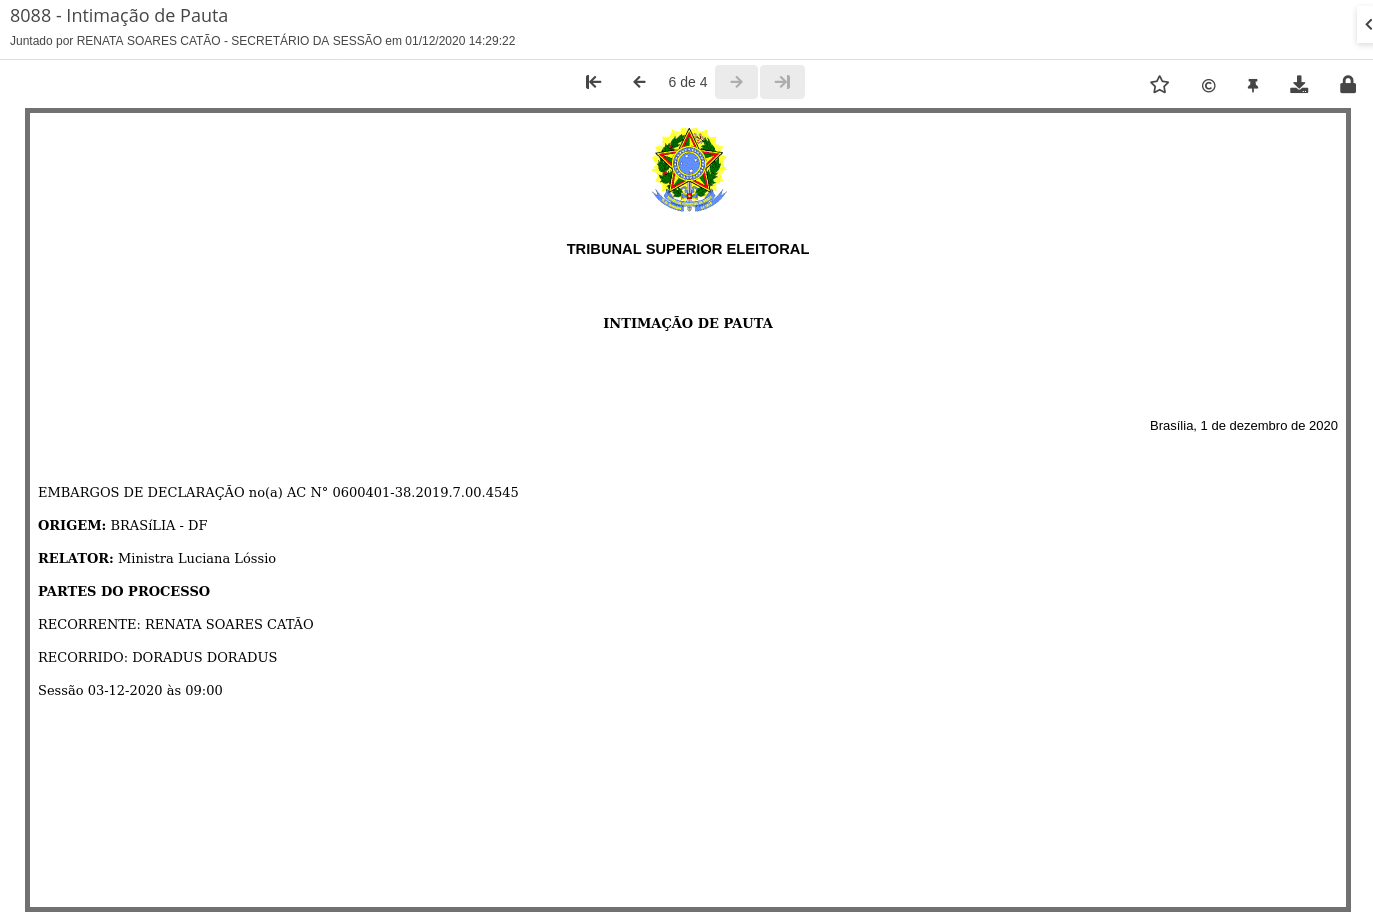 8088 - Intimação de Pauta
Juntado por RENATA SOARES CATÃO - SECRETÁRIO DA SESSÃO em 01/12/2020 14:29:22
6 de 4
TRIBUNAL SUPERIOR ELEITORAL
INTIMAÇÃO DE PAUTA
Brasília, 1 de dezembro de 2020
EMBARGOS DE DECLARAÇÃO no(a) AC N° 0600401-38.2019.7.00.4545
ORIGEM: BRASíLIA - DF
RELATOR: Ministra Luciana Lóssio
PARTES DO PROCESSO
RECORRENTE: RENATA SOARES CATÃO
RECORRIDO: DORADUS DORADUS
Sessão 03-12-2020 às 09:00